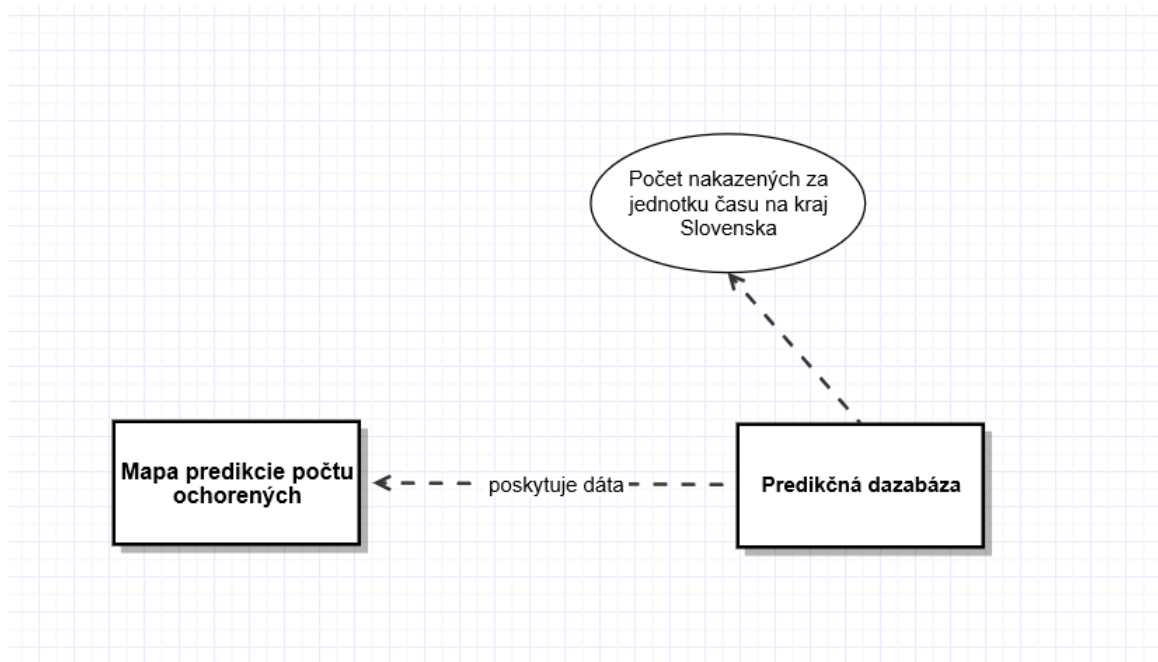 Počet nakazených za
jednotku času na kraj
Slovenska
Mapa predikcie počtu
ochorených
poskytuje dáta
Predikčná dazabáza